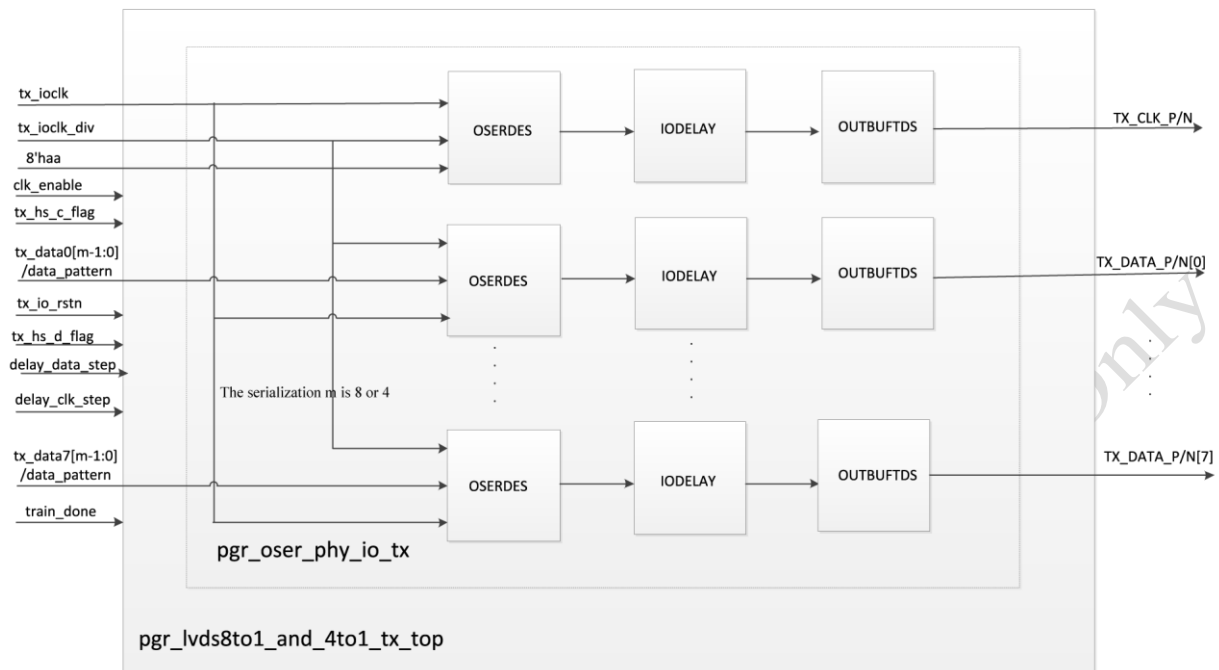 tx_ioclk
tx_ioclk_div
8'haa
clk_enable
tx_hs_c_flag
tx_data0[m-1:0]
/data_pattern
tx_io_rstn
tx_hs_d_flag
delay_data_step
delay_clk_step
tx_data7[m-1:0]
/data_pattern
train_done
OSERDES
IODELAY
OUTBUFTDS
TX_CLK_P/N
OSERDES
IODELAY
OUTBUFTDS
TX_DATA_P/N[0]
The serialization m is 8 or 4
OSERDES
IODELAY
OUTBUFTDS
TX_DATA_P/N[7]
pgr_oser_phy_io_tx
pgr_lvds8to1_and_4to1_tx_top
Only